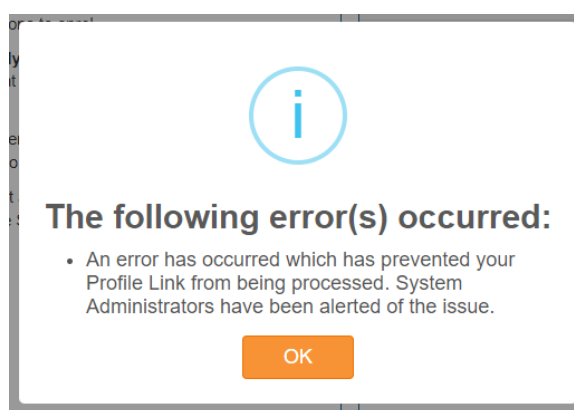 i
The following error(s) occurred:
• An error has occurred which has prevented your
Profile Link from being processed. System
Administrators have been alerted of the issue.
OK